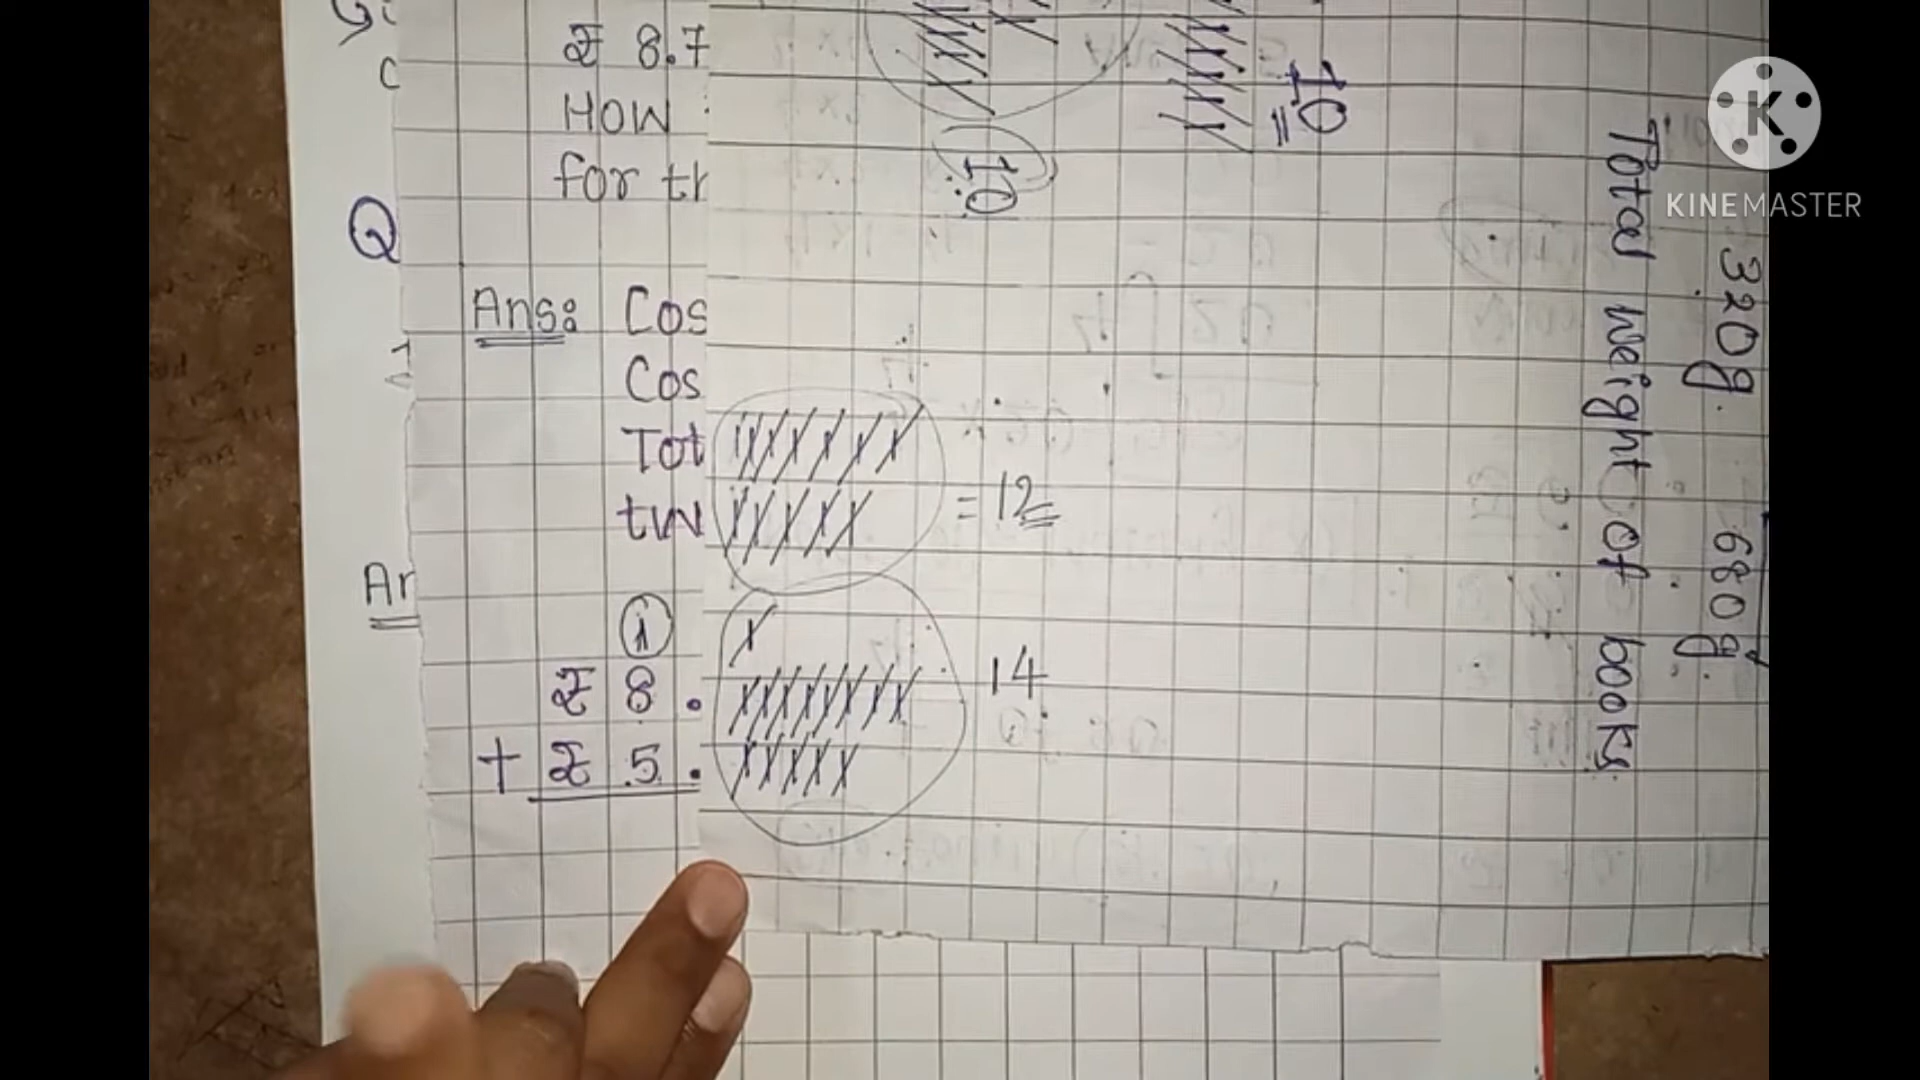 ₹ 8.7
HOW
for th
10
10
Q
Ans: Cos
Cos
Tot
= 12
tw
Ar
1
₹ 8.
14
+ ₹ 5.
320g.
680g.
Total weight of books
KINEMASTER